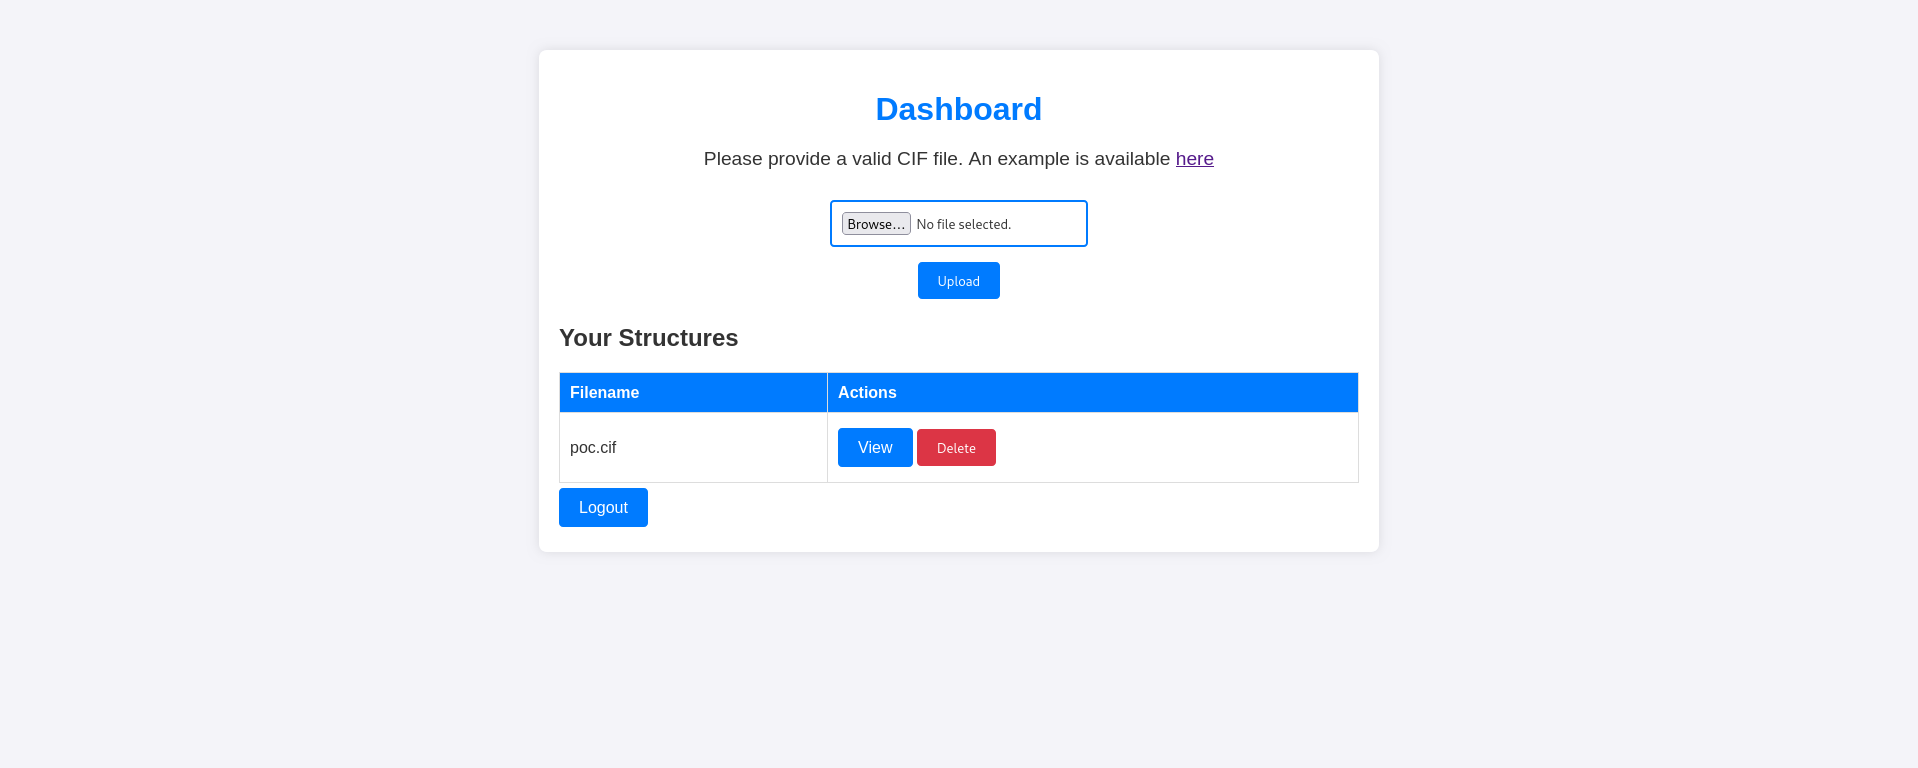 Dashboard
Please provide a valid CIF file. An example is available here
Browse... No file selected.
Upload
Your Structures
Filename Actions
poc.cif View Delete
Logout